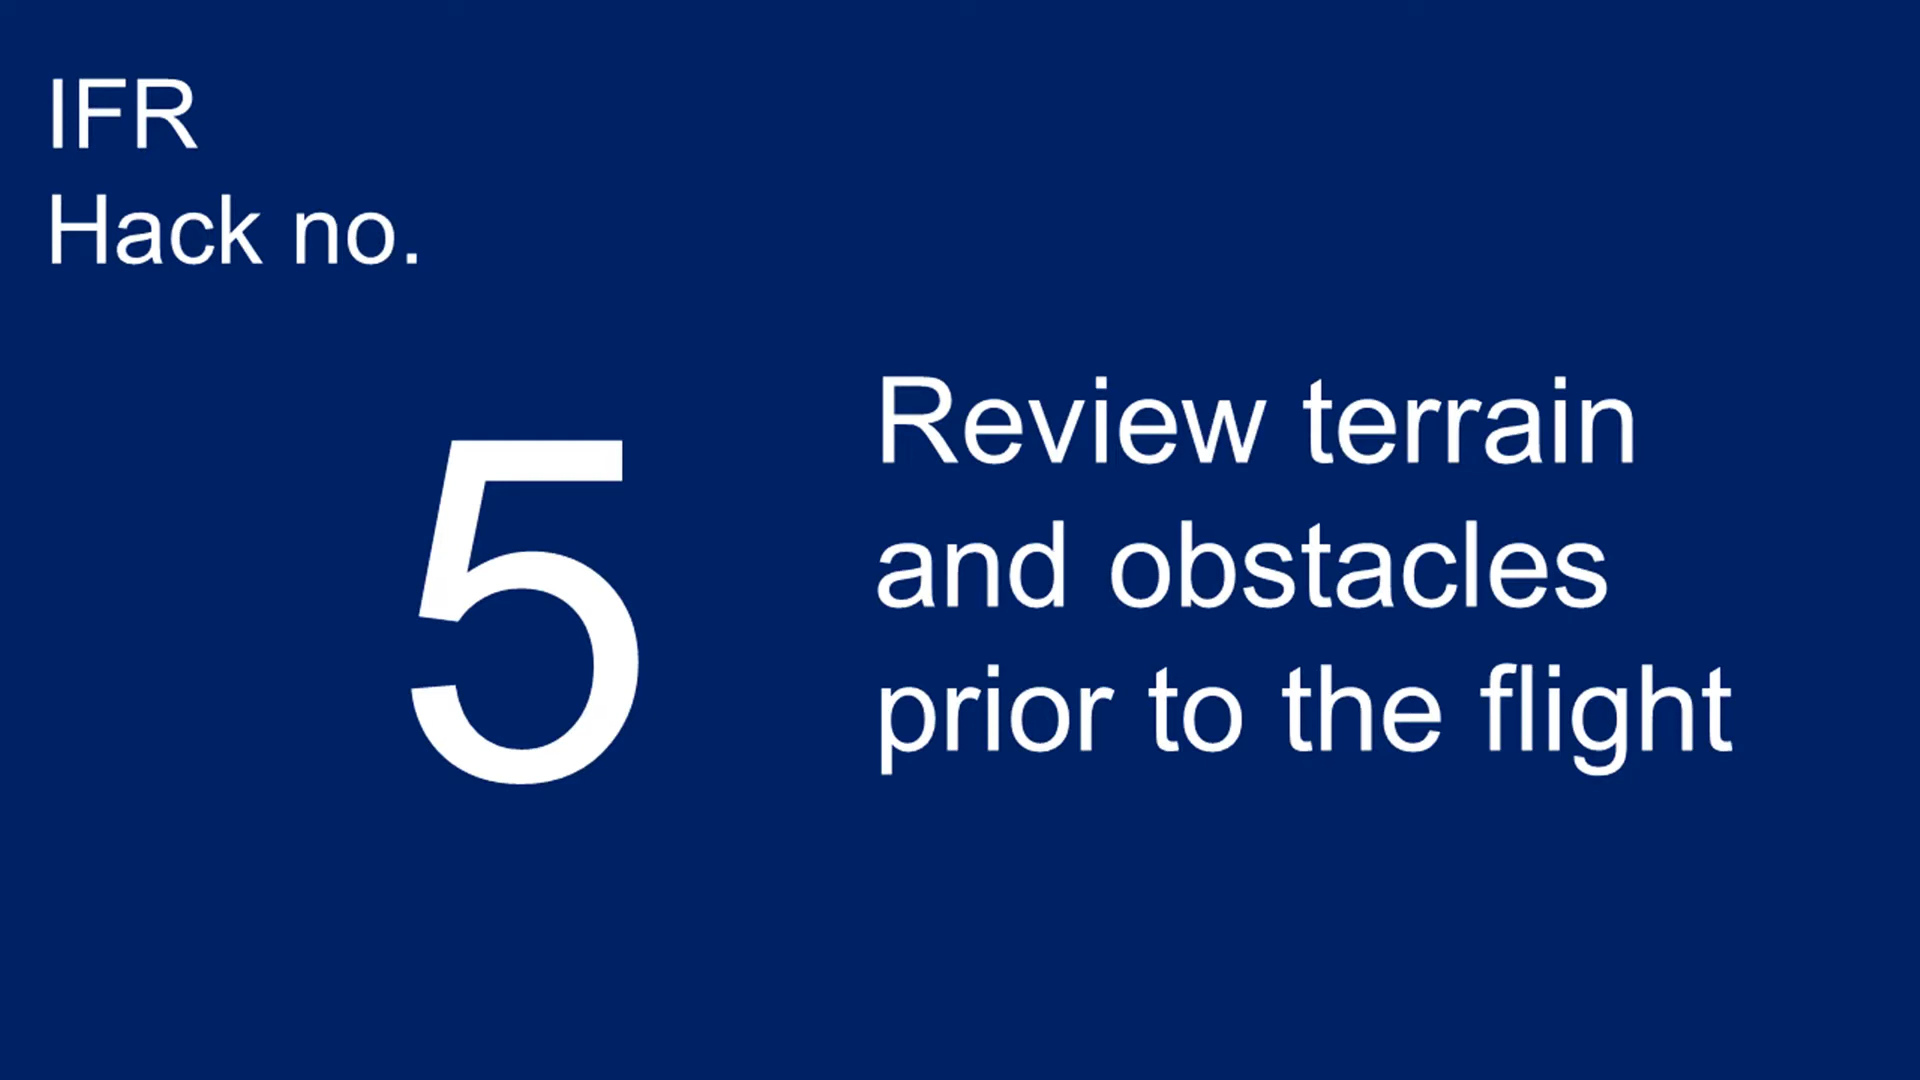 IFR
Hack no.
5
Review terrain
and obstacles
prior to the flight